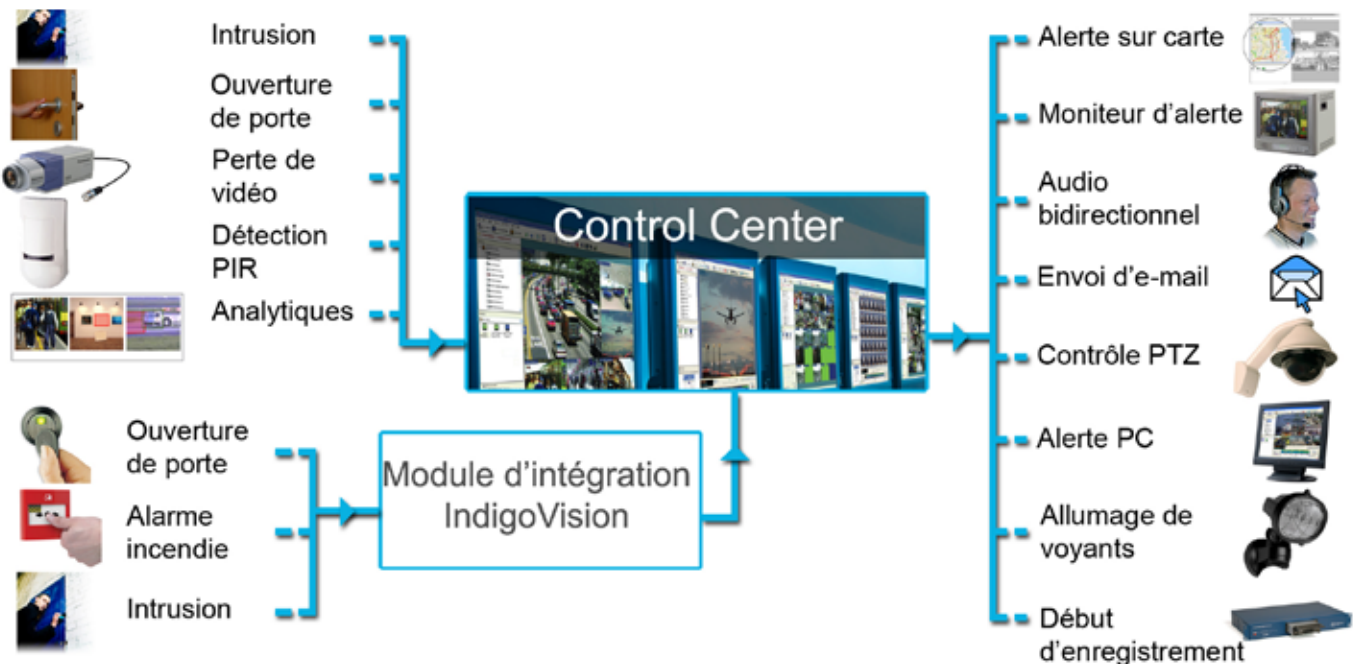 Intrusion
Ouverture
de porte
Perte de
vidéo
Détection
PIR
Analytiques
Ouverture
de porte
Alarme
incendie
Intrusion
Module d'intégration
IndigoVision
Control Center
Alerte sur carte
Moniteur d'alerte
Audio
bidirectionnel
Envoi d'e-mail
Contrôle PTZ
Alerte PC
Allumage de
voyants
Début
d'enregistrement